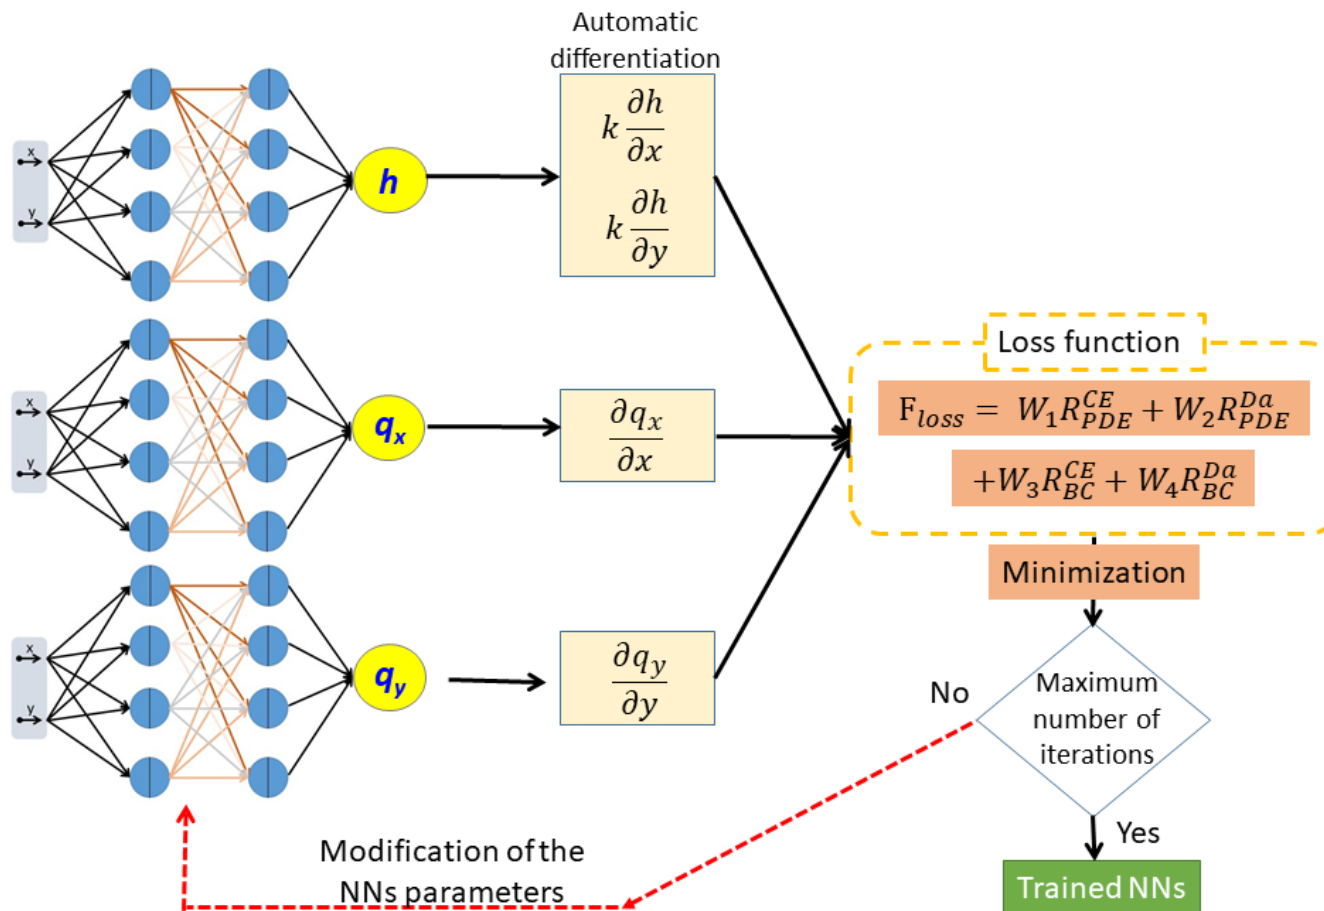 Automatic
differentiation
x
y
h
k ∂h/∂x
k ∂h/∂y
x
y
q_x
∂q_x/∂x
Loss function
F_loss = W_1 R_PDE^CE + W_2 R_PDE^Da
+W_3 R_BC^CE + W_4 R_BC^Da
Minimization
x
y
q_y
∂q_y/∂y
No
Maximum
number of
iterations
Yes
Modification of the
NNs parameters
Trained NNs